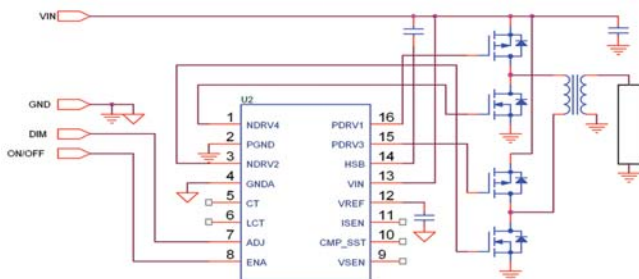 VIN
GND
DIM
ON/OFF
U2
1 NDRV4 PDRV1 16
2 PGND PDRV3 15
3 NDRV2 HSB 14
4 GNDA VIN 13
5 CT VREF 12
6 LCT ISEN 11
7 ADJ CMP_SST 10
8 ENA VSEN 9